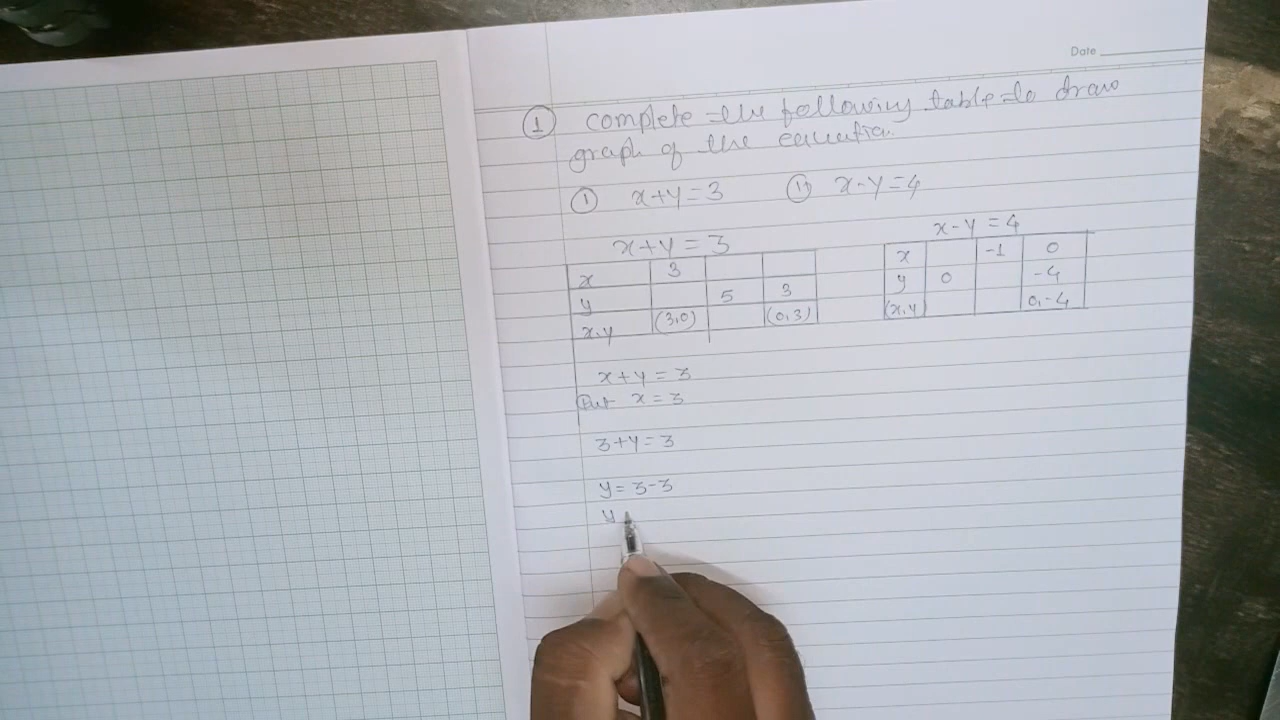 Date
① complete the following table to draw
graph of the equation.
① x+y=3 ⑪ x-y=4
x+y=3
x 3
y 5 3
x,y (3,0) (0,3)
x-y=4
x -1 0
y 0 -4
(x,y) 0,-4
x+y=3
Put x=3
3+y=3
y=3-3
y